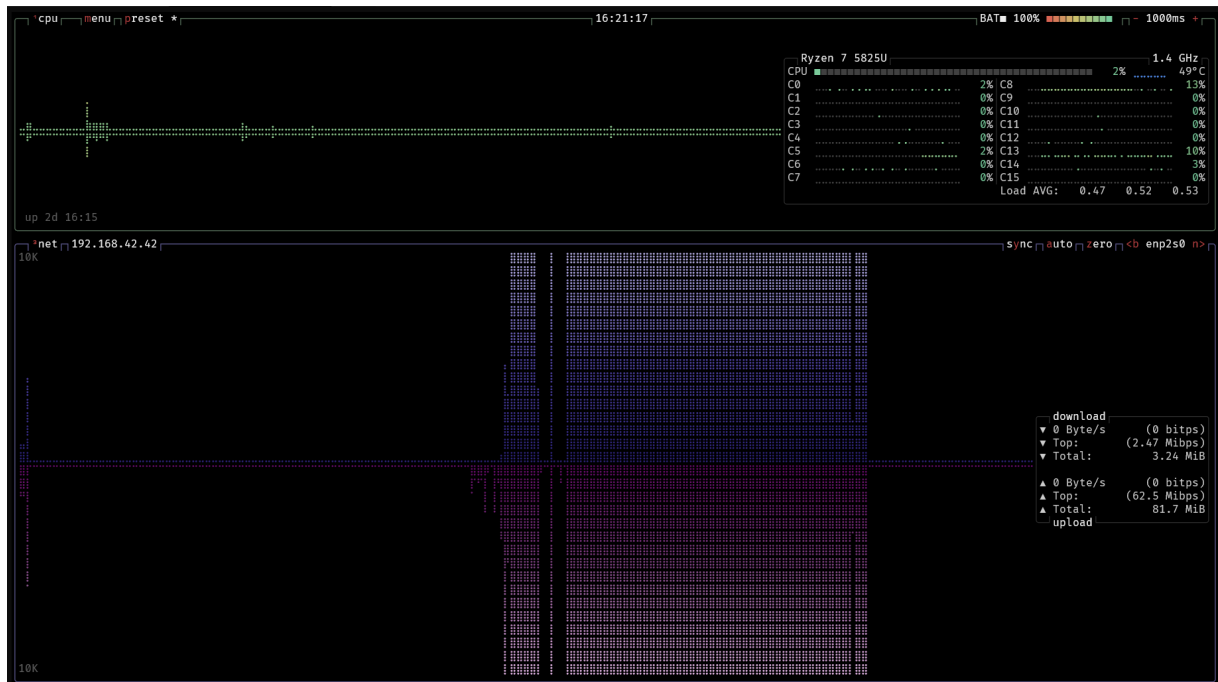 ¹cpu menu preset * 16:21:17 BAT■ 100% - 1000ms +
Ryzen 7 5825U 1.4 GHz
CPU 2% 49°C
C0 2% C8 13%
C1 0% C9 0%
C2 0% C10 0%
C3 0% C11 0%
C4 0% C12 0%
C5 2% C13 10%
C6 0% C14 3%
C7 0% C15 0%
Load AVG: 0.47 0.52 0.53
up 2d 16:15
³net 192.168.42.42 sync auto zero <b enp2s0 n>
10K
download
▼ 0 Byte/s (0 bitps)
▼ Top: (2.47 Mibps)
▼ Total: 3.24 MiB
▲ 0 Byte/s (0 bitps)
▲ Top: (62.5 Mibps)
▲ Total: 81.7 MiB
upload
10K